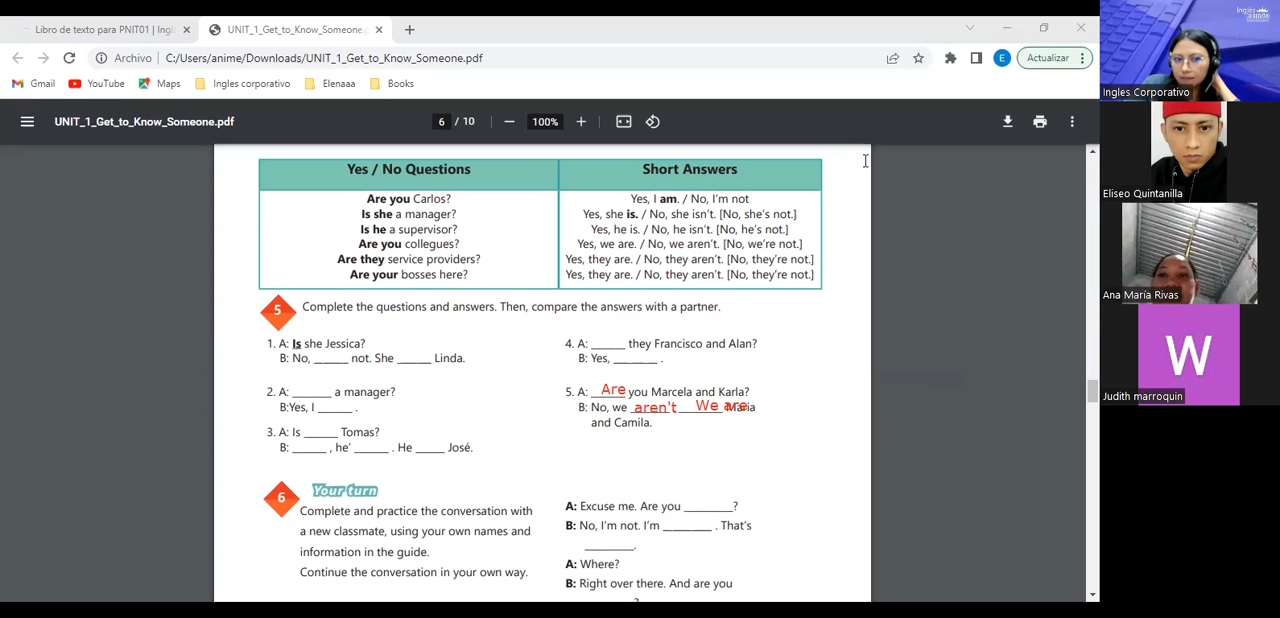 Libro de texto para PNIT01 | Ingl
UNIT_1_Get_to_Know_Someone.p
Archivo
C:/Users/anime/Downloads/UNIT_1_Get_to_Know_Someone.pdf
E
Actualizar
Gmail
YouTube
Maps
Ingles corporativo
Elenaaa
Books
UNIT_1_Get_to_Know_Someone.pdf
6 / 10
100%
Yes / No Questions
Short Answers
Are you Carlos?
Yes, I am. / No, I'm not
Is she a manager?
Yes, she is. / No, she isn't. [No, she's not.]
Is he a supervisor?
Yes, he is. / No, he isn't. [No, he's not.]
Are you collegues?
Yes, we are. / No, we aren't. [No, we're not.]
Are they service providers?
Yes, they are. / No, they aren't. [No, they're not.]
Are your bosses here?
Yes, they are. / No, they aren't. [No, they're not.]
5 Complete the questions and answers. Then, compare the answers with a partner.
1. A: Is she Jessica?
B: No, ______ not. She ______ Linda.
2. A: _______ a manager?
B:Yes, I ______ .
3. A: Is ______ Tomas?
B: ______ , he' ______ . He _____ José.
4. A: ______ they Francisco and Alan?
B: Yes, ________ .
5. A: Are you Marcela and Karla?
B: No, we aren't We are Maria
and Camila.
6 Your turn
Complete and practice the conversation with
a new classmate, using your own names and
information in the guide.
Continue the conversation in your own way.
A: Excuse me. Are you ________?
B: No, I'm not. I'm ________ . That's
________.
A: Where?
B: Right over there. And are you
Ingles Corporativo
Eliseo Quintanilla
Ana María Rivas
W
Judith marroquin